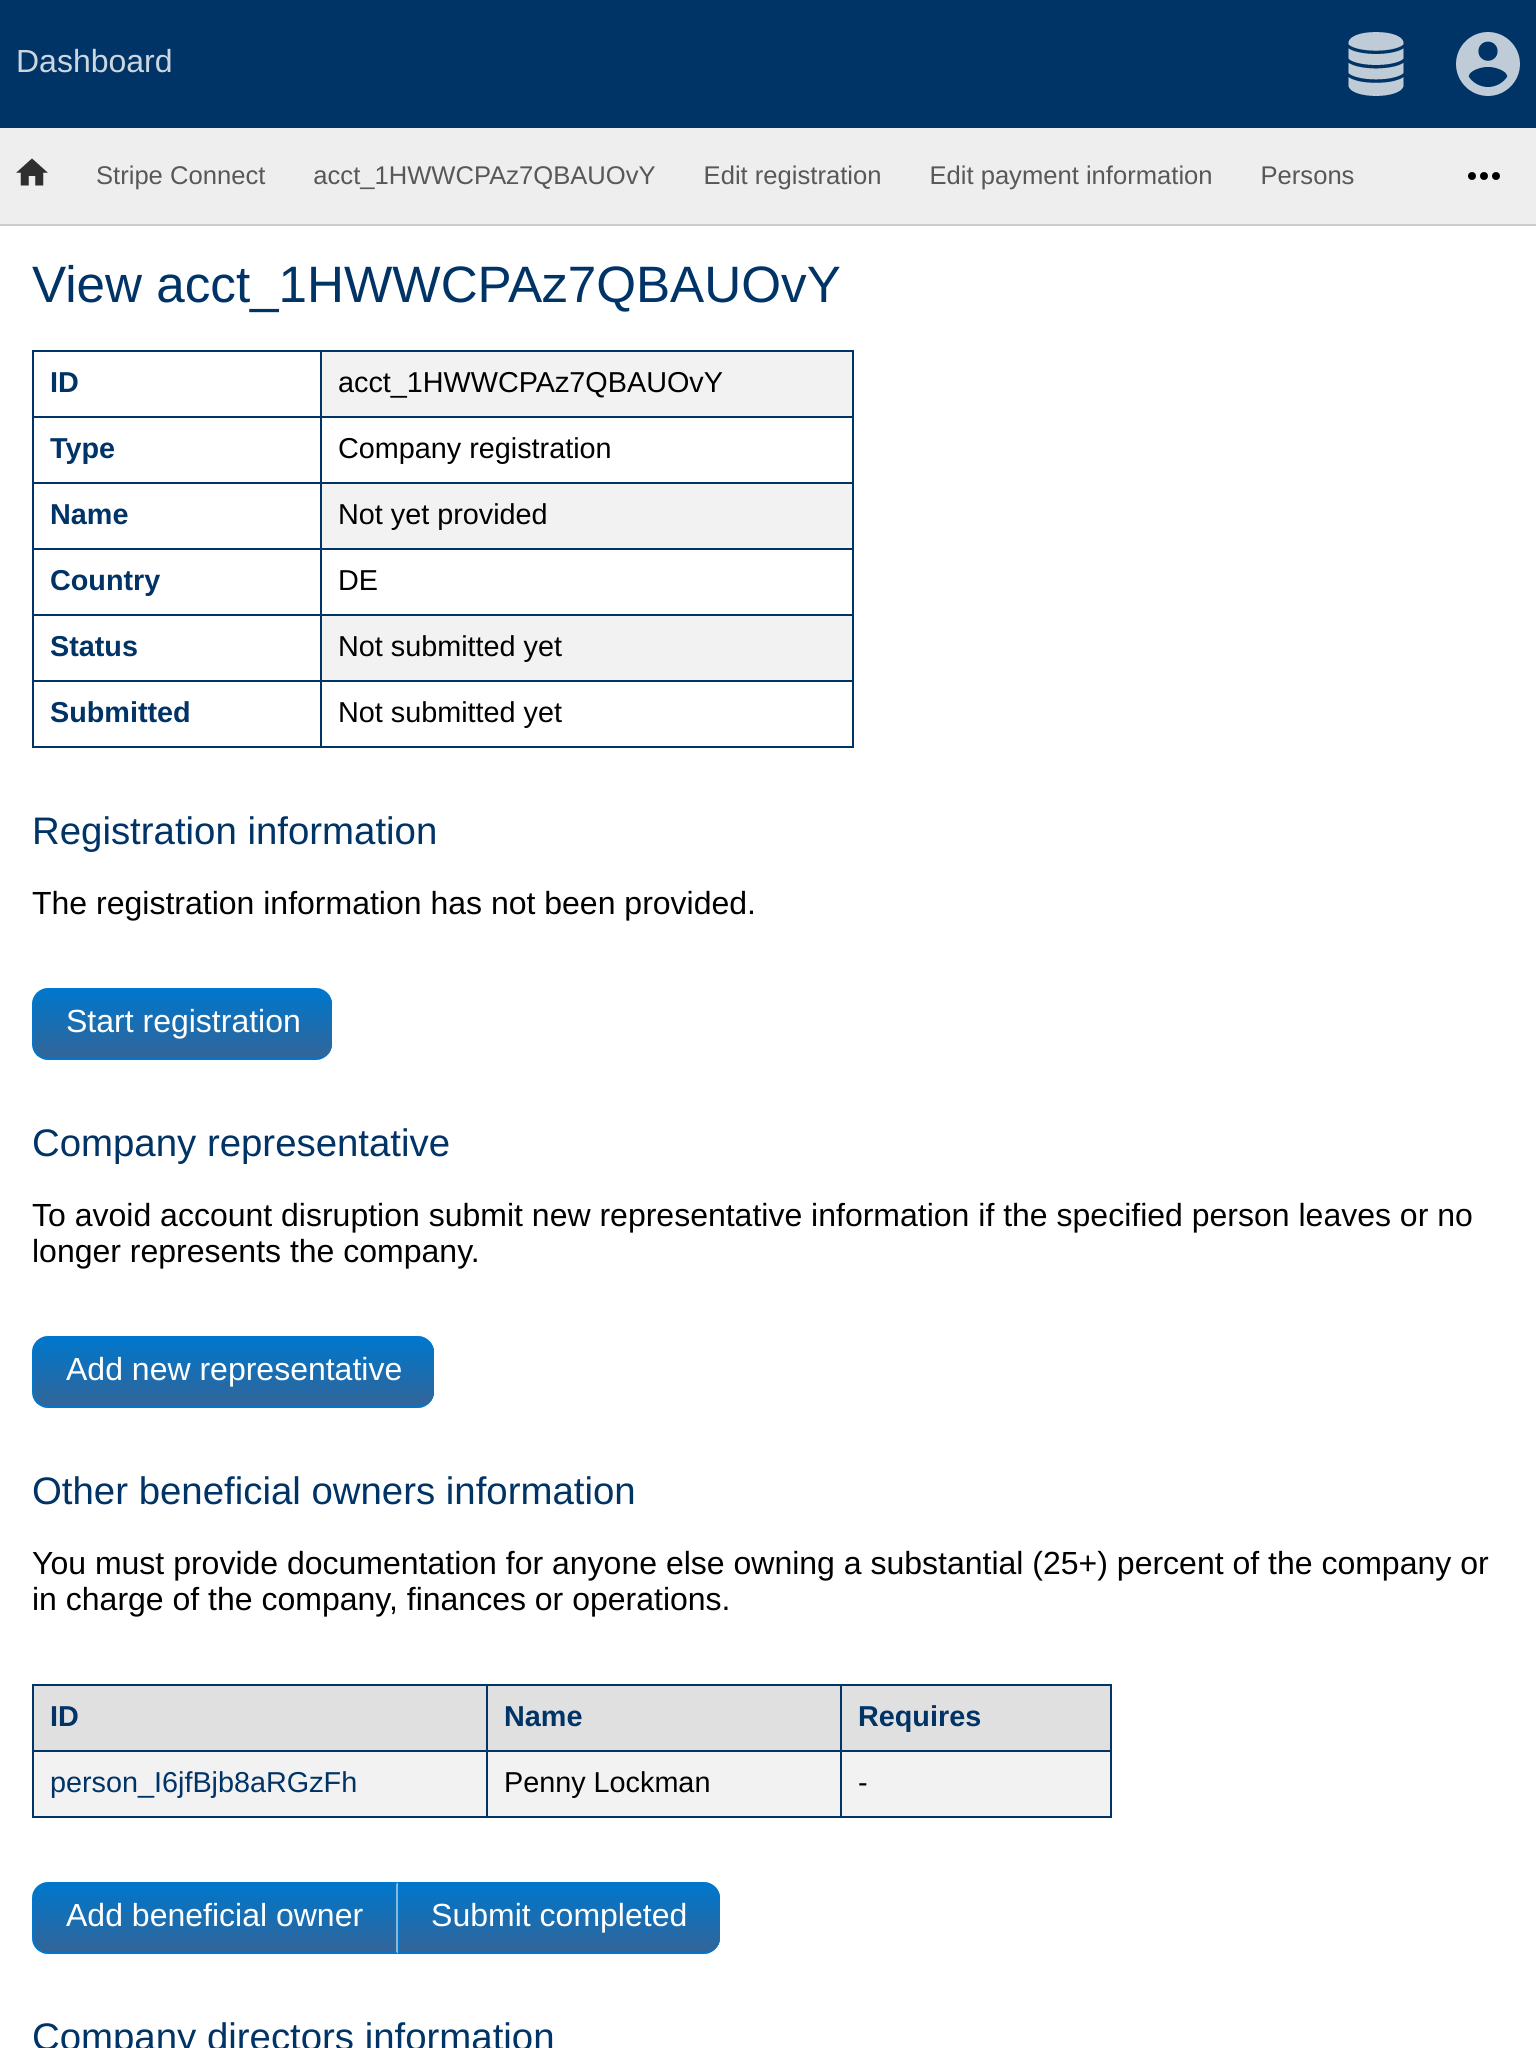 Dashboard
Stripe Connect acct_1HWWCPAz7QBAUOvY Edit registration Edit payment information Persons
View acct_1HWWCPAz7QBAUOvY
ID acct_1HWWCPAz7QBAUOvY
Type Company registration
Name Not yet provided
Country DE
Status Not submitted yet
Submitted Not submitted yet
Registration information
The registration information has not been provided.
Start registration
Company representative
To avoid account disruption submit new representative information if the specified person leaves or no
longer represents the company.
Add new representative
Other beneficial owners information
You must provide documentation for anyone else owning a substantial (25+) percent of the company or
in charge of the company, finances or operations.
ID Name Requires
person_I6jfBjb8aRGzFh Penny Lockman -
Add beneficial owner Submit completed
Company directors information